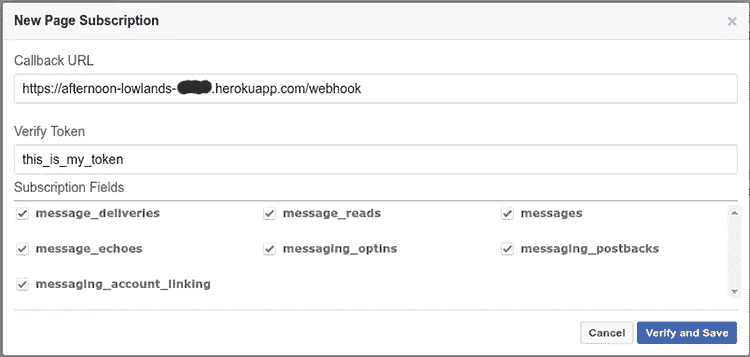 New Page Subscription ×
Callback URL
https://afternoon-lowlands- .herokuapp.com/webhook
Verify Token
this_is_my_token
Subscription Fields
message_deliveries message_reads messages
message_echoes messaging_optins messaging_postbacks
messaging_account_linking
Cancel Verify and Save